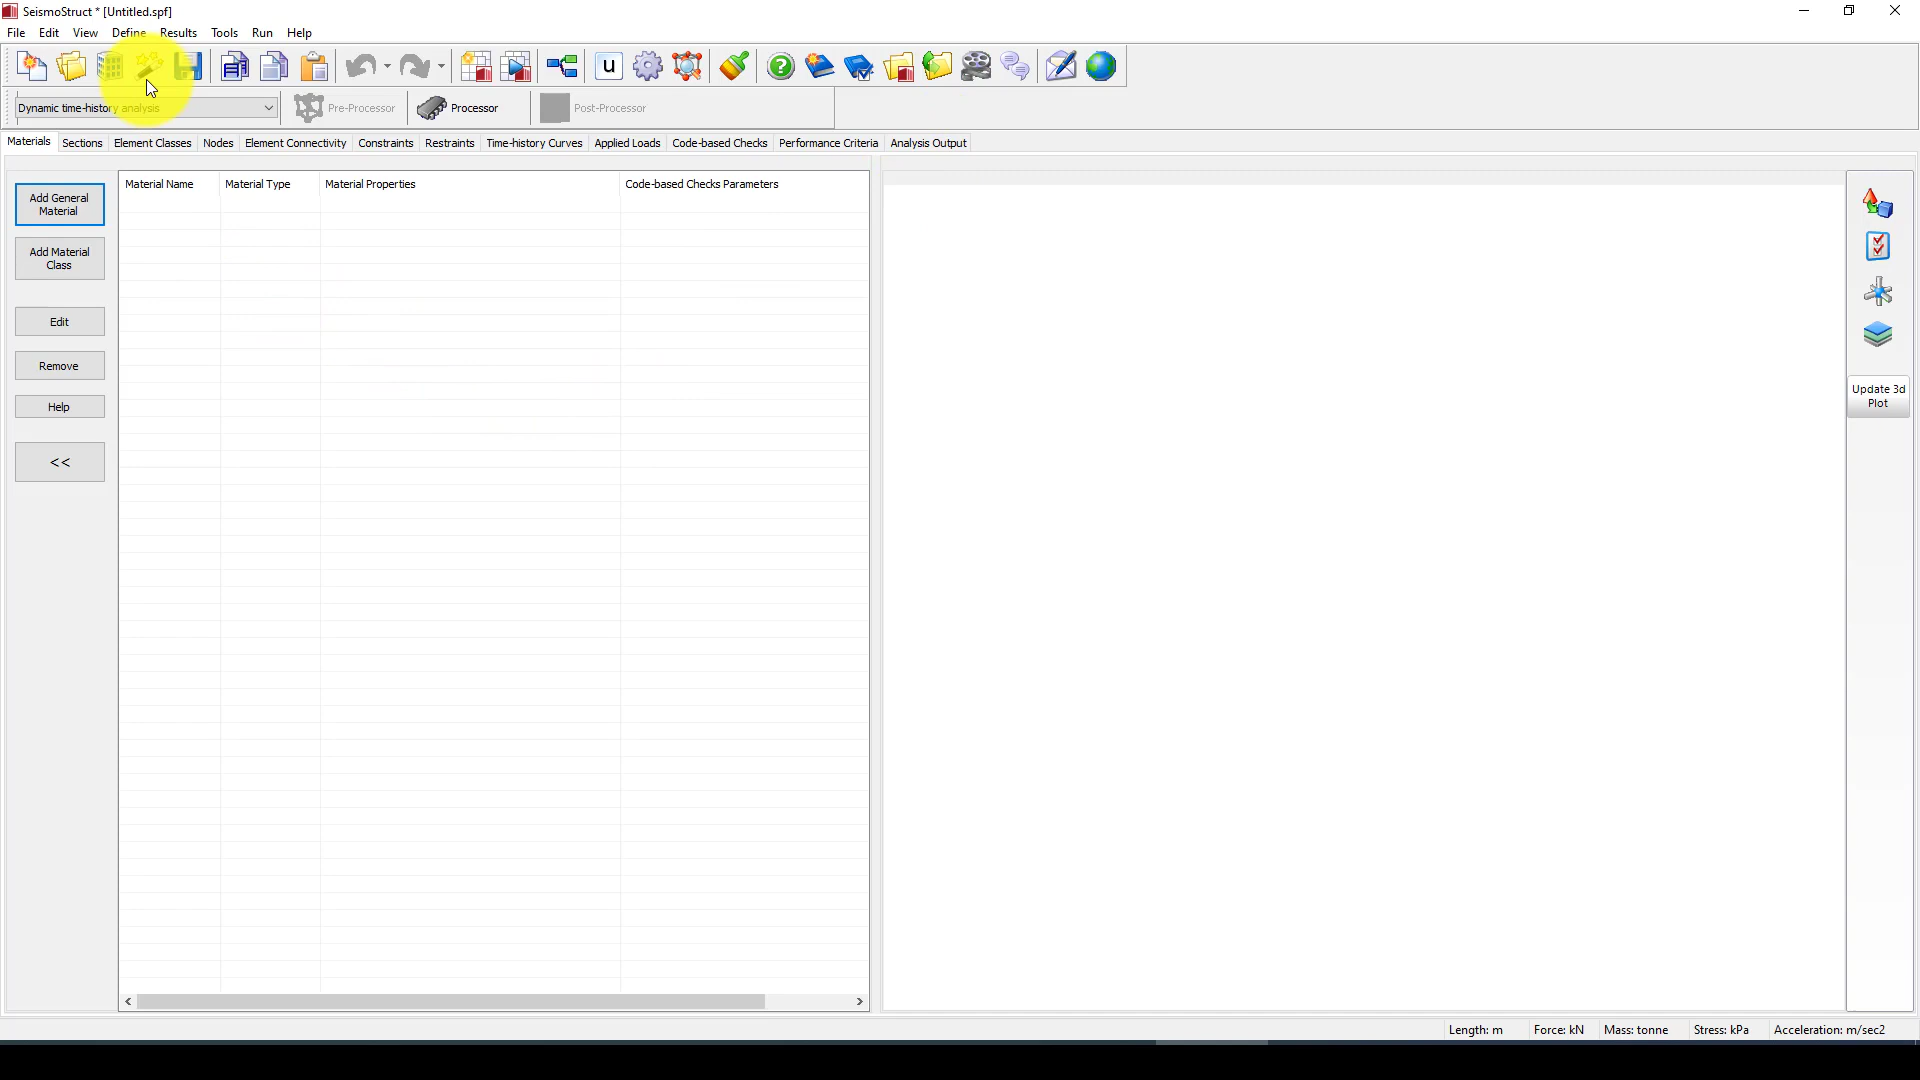 SeismoStruct * [Untitled.spf]
File Edit View Define Results Tools Run Help
u
Dynamic time-history analysis Pre-Processor Processor Post-Processor
Materials Sections Element Classes Nodes Element Connectivity Constraints Restraints Time-history Curves Applied Loads Code-based Checks Performance Criteria Analysis Output
Add General
Material
Add Material
Class
Edit
Remove
Help
<<
Material Name Material Type Material Properties Code-based Checks Parameters
Update 3d
Plot
Length: m Force: kN Mass: tonne Stress: kPa Acceleration: m/sec2